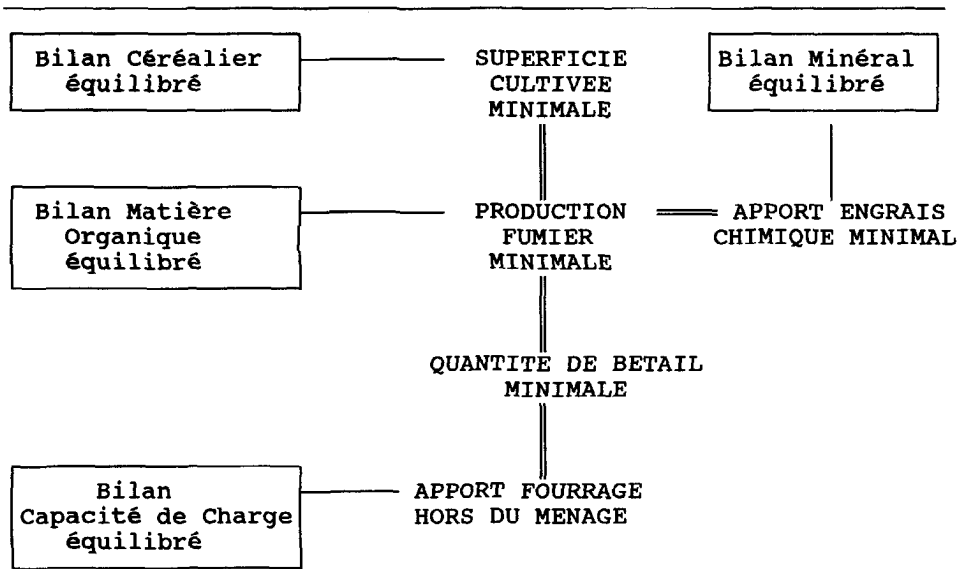 Bilan Céréalier
équilibré
SUPERFICIE
CULTIVEE
MINIMALE
Bilan Minéral
équilibré
Bilan Matière
Organique
équilibré
PRODUCTION
FUMIER
MINIMALE
APPORT ENGRAIS
CHIMIQUE MINIMAL
QUANTITE DE BETAIL
MINIMALE
Bilan
Capacité de Charge
équilibré
APPORT FOURRAGE
HORS DU MENAGE